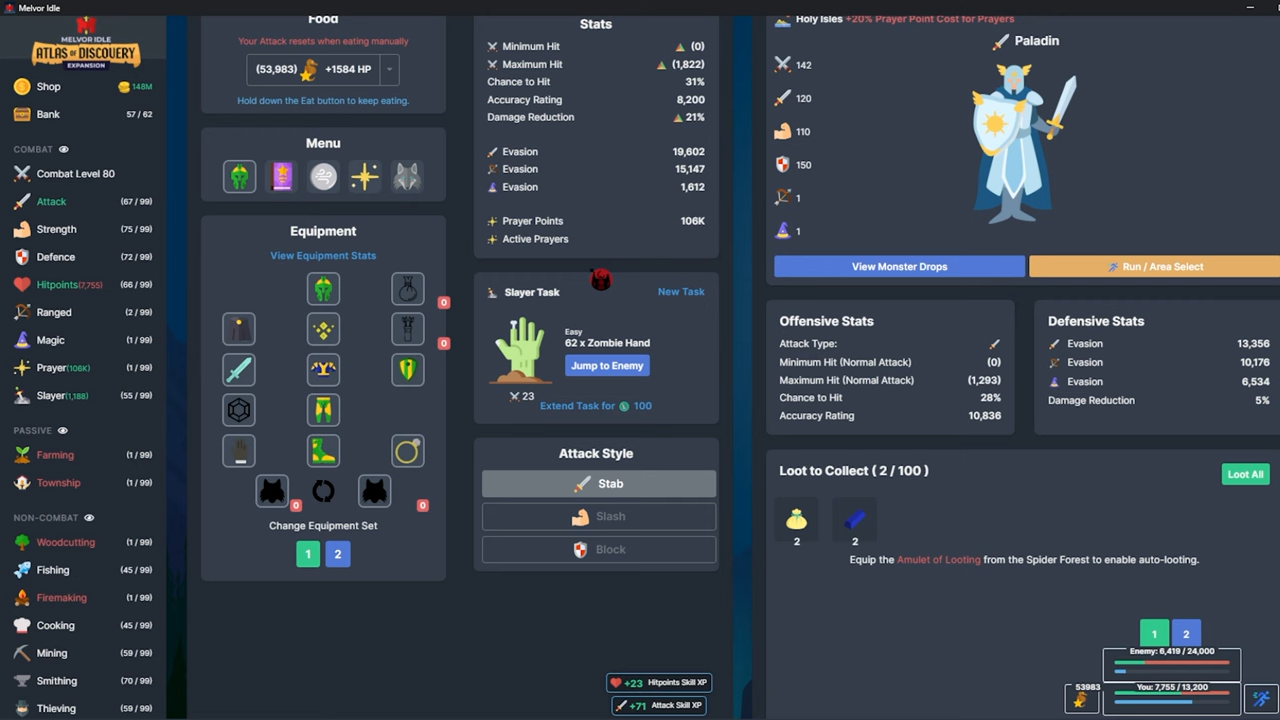 Melvor Idle
MELVOR IDLE
ATLAS OF DISCOVERY
EXPANSION
Shop 148M
Bank 57 / 62
COMBAT
Combat Level 80
Attack (67 / 99)
Strength (75 / 99)
Defence (72 / 99)
Hitpoints(7,755) (66 / 99)
Ranged (2 / 99)
Magic (1 / 99)
Prayer(106K) (1 / 99)
Slayer(1,188) (55 / 99)
PASSIVE
Farming (1 / 99)
Township (1 / 99)
NON-COMBAT
Woodcutting (1 / 99)
Fishing (45 / 99)
Firemaking (1 / 99)
Cooking (45 / 99)
Mining (59 / 99)
Smithing (70 / 99)
Thieving (59 / 99)
Food
Your Attack resets when eating manually
(53,983) +1584 HP
Hold down the Eat button to keep eating.
Menu
Equipment
View Equipment Stats
0
0
0
0
Change Equipment Set
1 2
Stats
Minimum Hit (0)
Maximum Hit (1,822)
Chance to Hit 31%
Accuracy Rating 8,200
Damage Reduction 21%
Evasion 19,602
Evasion 15,147
Evasion 1,612
Prayer Points 106K
Active Prayers
Slayer Task New Task
Easy
62 x Zombie Hand
Jump to Enemy
23
Extend Task for 100
Attack Style
Stab
Slash
Block
+23 Hitpoints Skill XP
+71 Attack Skill XP
Holy Isles +20% Prayer Point Cost for Prayers
Paladin
142
120
110
150
1
1
View Monster Drops
Run / Area Select
Offensive Stats
Attack Type:
Minimum Hit (Normal Attack) (0)
Maximum Hit (Normal Attack) (1,293)
Chance to Hit 28%
Accuracy Rating 10,836
Defensive Stats
Evasion 13,356
Evasion 10,176
Evasion 6,534
Damage Reduction 5%
Loot to Collect ( 2 / 100 )
Loot All
2
2
Equip the Amulet of Looting from the Spider Forest to enable auto-looting.
1 2
Enemy: 6,419 / 24,000
53983
You: 7,755 / 13,200